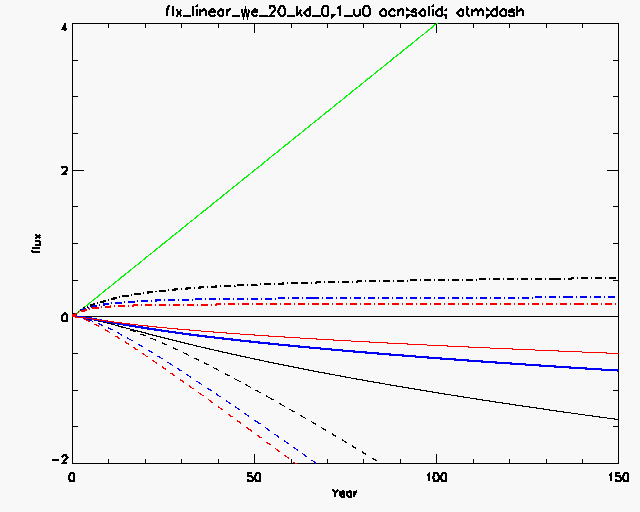 flx_linear_we_20_kd_0,1_u0 ocn;solid; atm;dash
4
2
flux
0
-2
0 50 100 150
Year